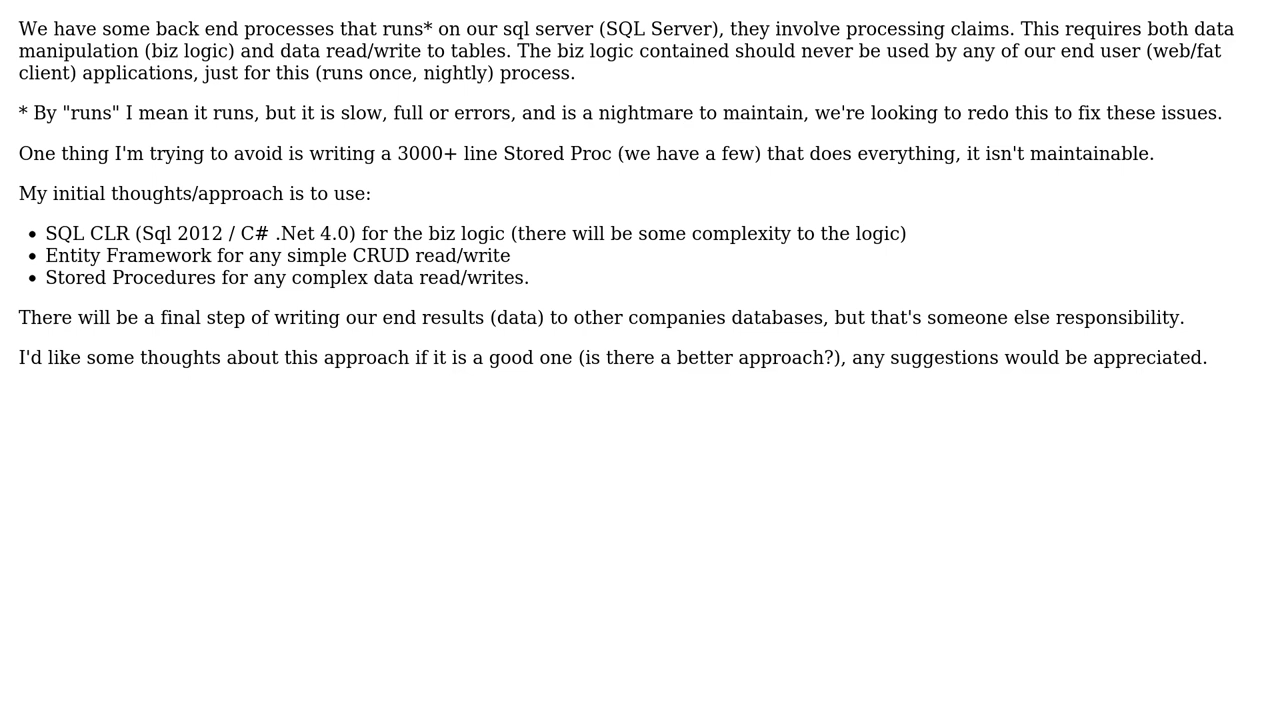 We have some back end processes that runs* on our sql server (SQL Server), they involve processing claims. This requires both data
manipulation (biz logic) and data read/write to tables. The biz logic contained should never be used by any of our end user (web/fat
client) applications, just for this (runs once, nightly) process.
* By "runs" I mean it runs, but it is slow, full or errors, and is a nightmare to maintain, we're looking to redo this to fix these issues.
One thing I'm trying to avoid is writing a 3000+ line Stored Proc (we have a few) that does everything, it isn't maintainable.
My initial thoughts/approach is to use:
• SQL CLR (Sql 2012 / C# .Net 4.0) for the biz logic (there will be some complexity to the logic)
• Entity Framework for any simple CRUD read/write
• Stored Procedures for any complex data read/writes.
There will be a final step of writing our end results (data) to other companies databases, but that's someone else responsibility.
I'd like some thoughts about this approach if it is a good one (is there a better approach?), any suggestions would be appreciated.